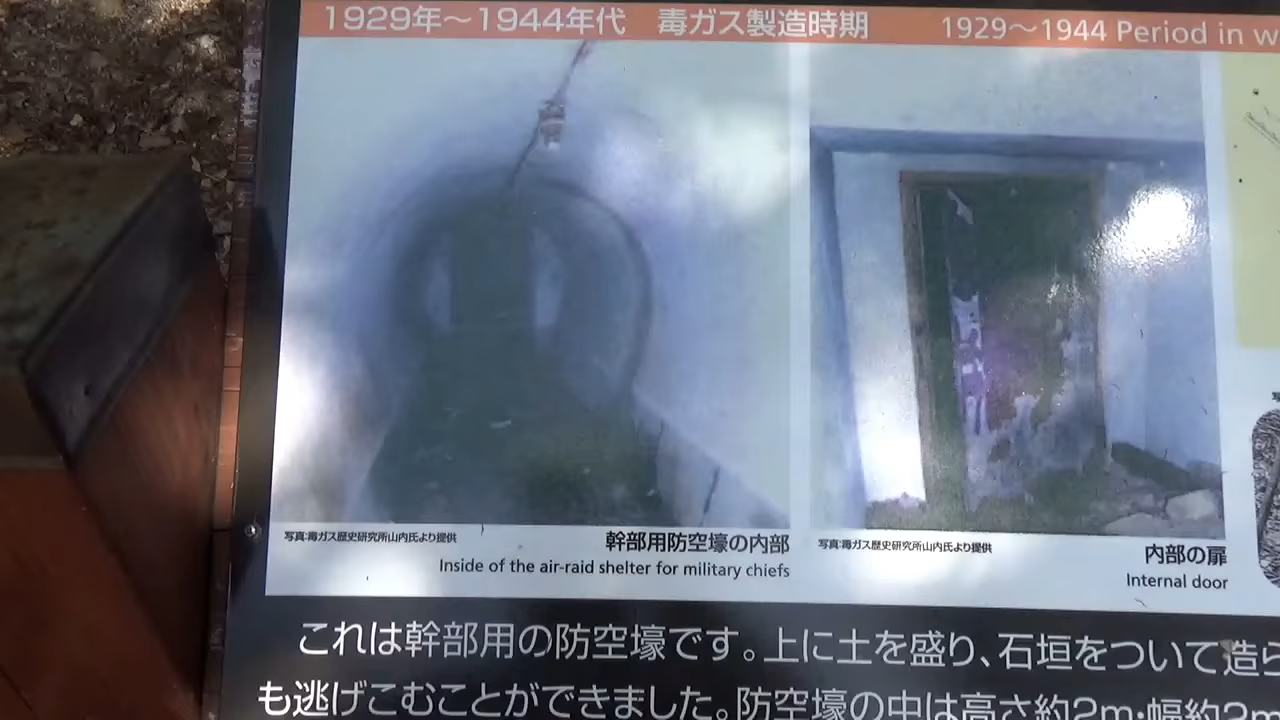 1929年～1944年代 毒ガス製造時期 1929～1944 Period in w
写真:毒ガス歴史研究所山内氏より提供
幹部用防空壕の内部
Inside of the air-raid shelter for military chiefs
写真:毒ガス歴史研究所山内氏より提供
内部の扉
Internal door
これは幹部用の防空壕です。上に土を盛り、石垣をついて造ら
も逃げこむことができました。防空壕の中は高さ約2m・幅約2m